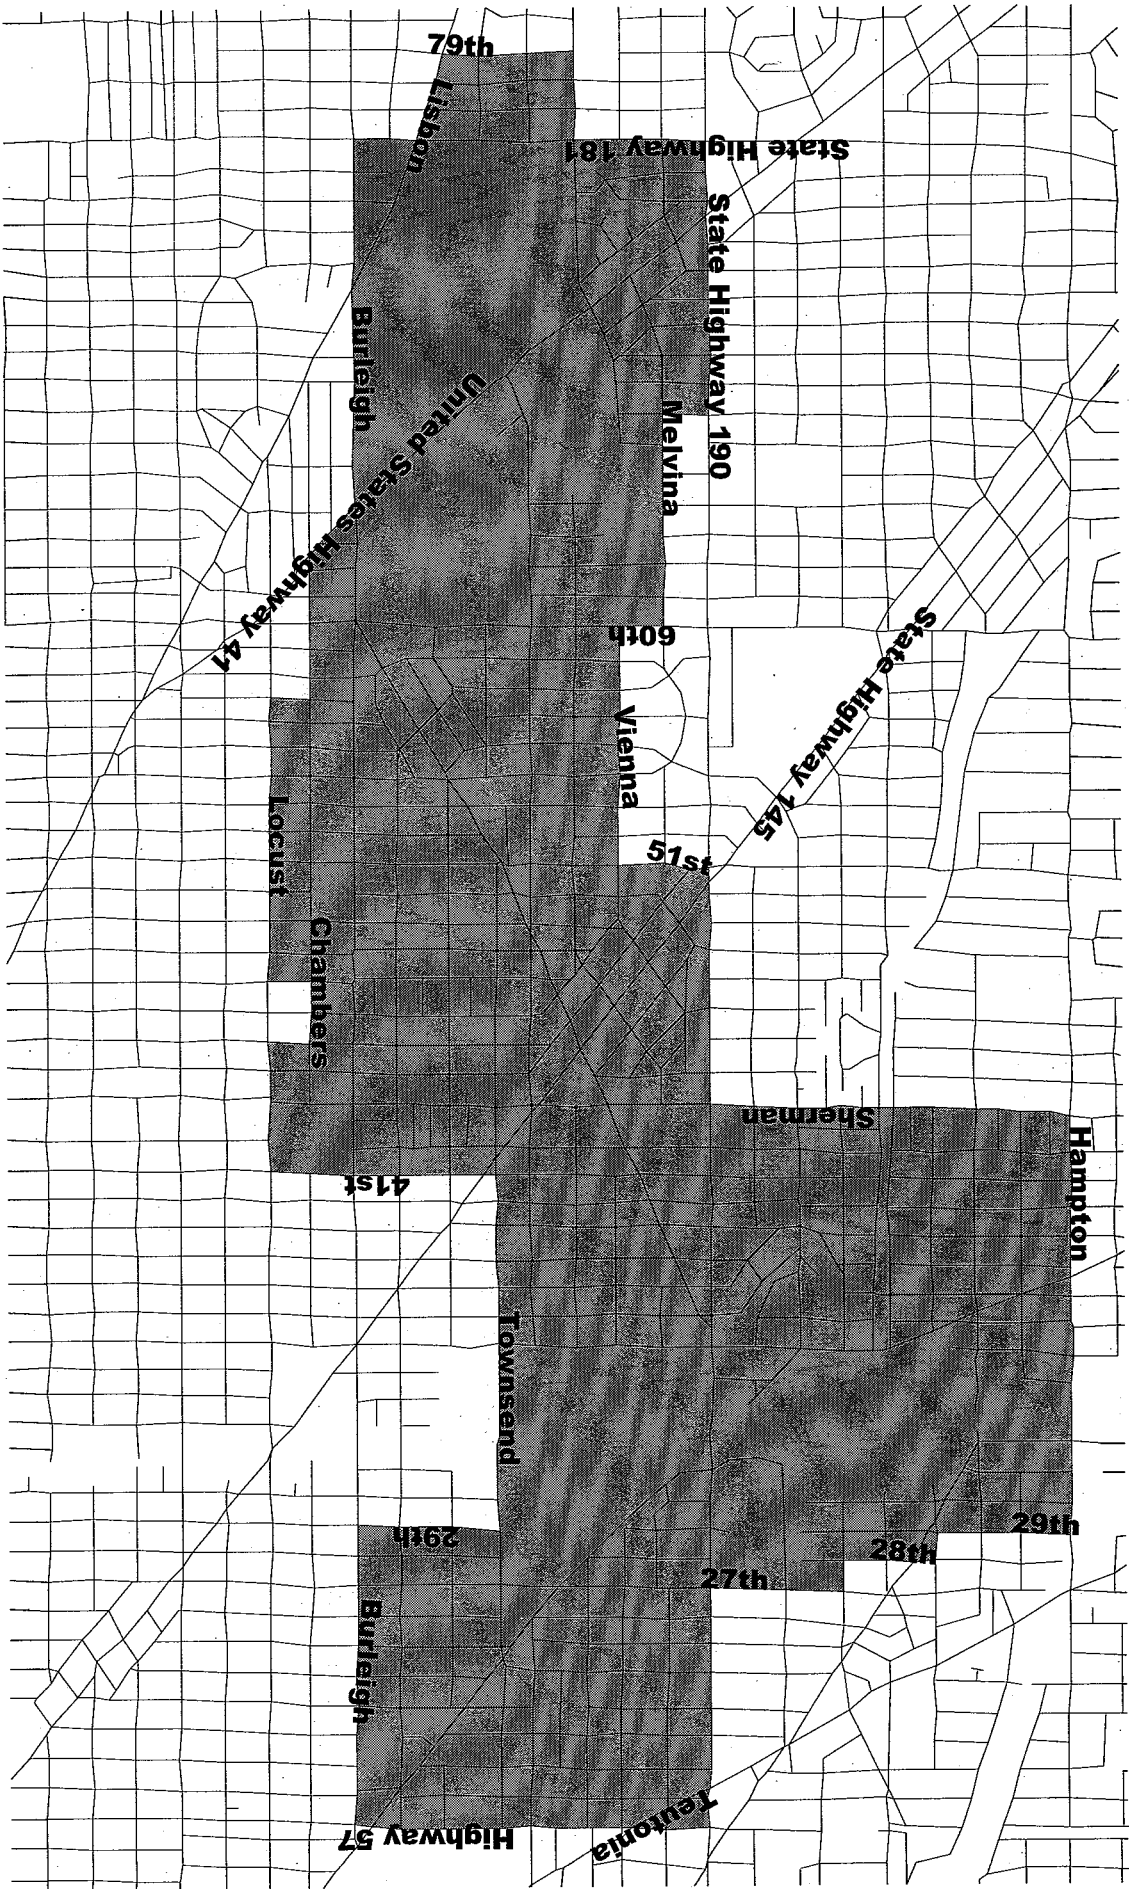 79th
Lisbon
State Highway 181
State Highway 190
Burleigh
United States Highway 41
Melvina
60th
Vienna
State Highway 145
Locust
51st
Chambers
Sherman
Hampton
41st
Townsend
29th
29th
28th
27th
Burleigh
Teutonia
Highway 57